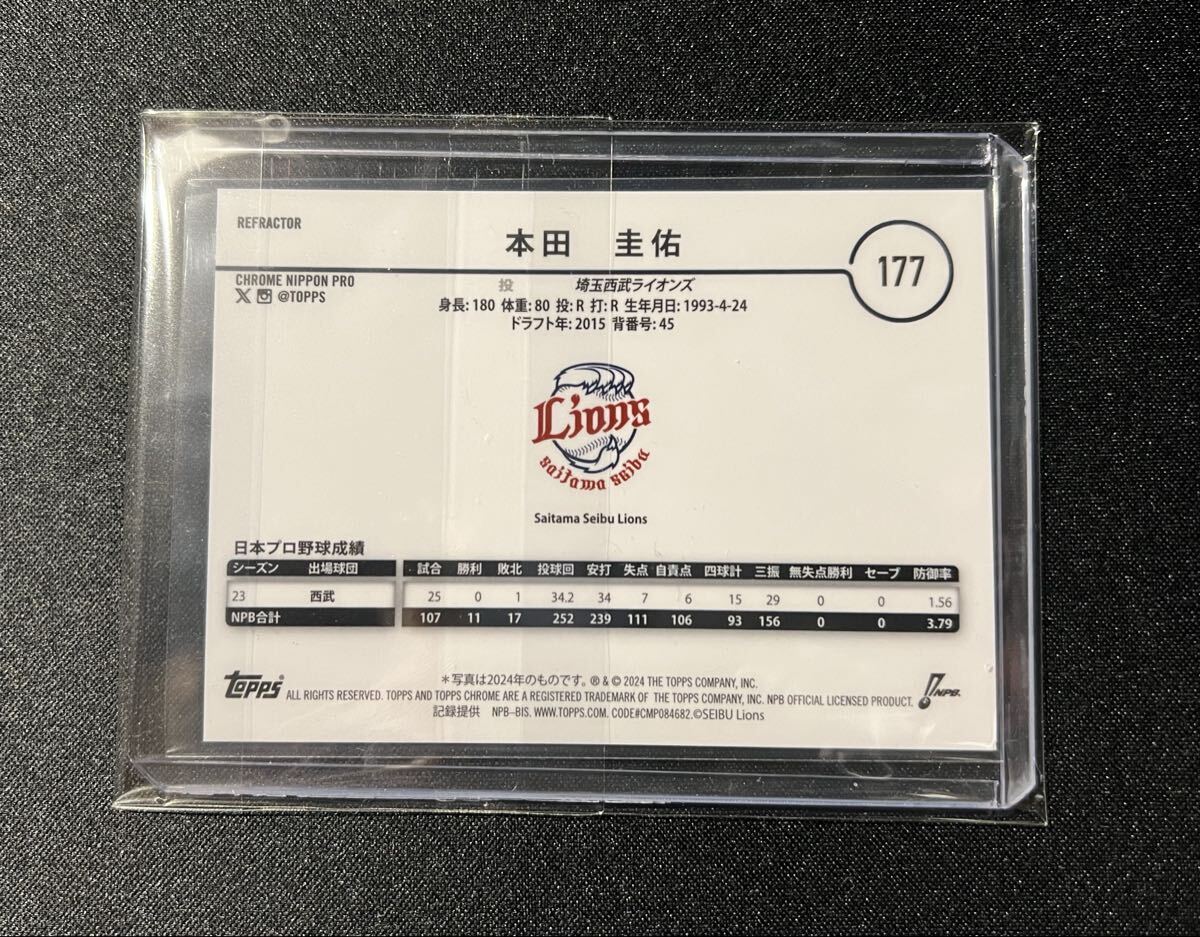 REFRACTOR
本田 圭佑
177
CHROME NIPPON PRO
@TOPPS
投 埼玉西武ライオンズ
身長: 180 体重: 80 投: R 打: R 生年月日: 1993-4-24
ドラフト年: 2015 背番号: 45
Lions
saitama seibu
Saitama Seibu Lions
日本プロ野球成績
シーズン 出場球団 試合 勝利 敗北 投球回 安打 失点 自責点 四球計 三振 無失点勝利 セーブ 防御率
23 西武 25 0 1 34.2 34 7 6 15 29 0 0 1.56
NPB合計 107 11 17 252 239 111 106 93 156 0 0 3.79
＊写真は2024年のものです。® & © 2024 THE TOPPS COMPANY, INC.
TOPPS ALL RIGHTS RESERVED. TOPPS AND TOPPS CHROME ARE A REGISTERED TRADEMARK OF THE TOPPS COMPANY, INC. NPB OFFICIAL LICENSED PRODUCT. NPB.
記録提供 NPB–BIS. WWW.TOPPS.COM. CODE#CMP084682.©SEIBU Lions